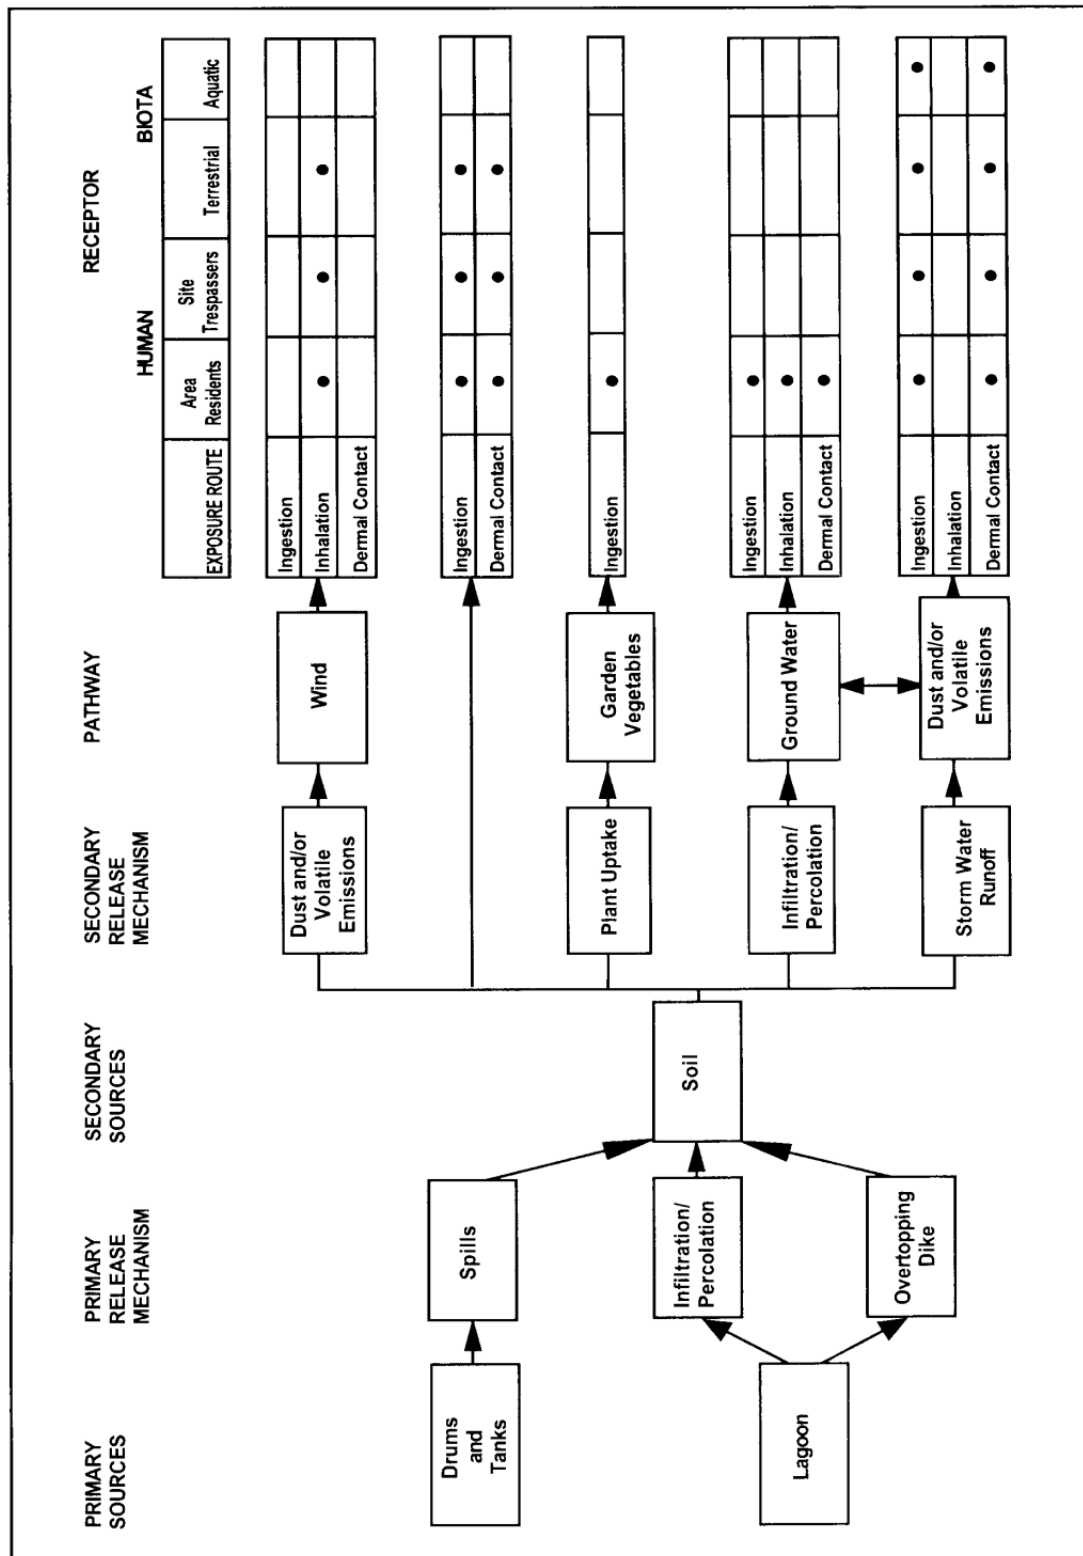 PRIMARY
SOURCES
PRIMARY
RELEASE
MECHANISM
SECONDARY
SOURCES
SECONDARY
RELEASE
MECHANISM
PATHWAY
RECEPTOR
HUMAN
BIOTA
EXPOSURE ROUTE
Area
Residents
Site
Trespassers
Terrestrial
Aquatic
Drums
and
Tanks
Lagoon
Spills
Infiltration/
Percolation
Overtopping
Dike
Soil
Dust and/or
Volatile
Emissions
Plant Uptake
Infiltration/
Percolation
Storm Water
Runoff
Wind
Garden
Vegetables
Ground Water
Dust and/or
Volatile
Emissions
Ingestion
Inhalation
Dermal Contact
Ingestion
Dermal Contact
Ingestion
Ingestion
Inhalation
Dermal Contact
Ingestion
Inhalation
Dermal Contact